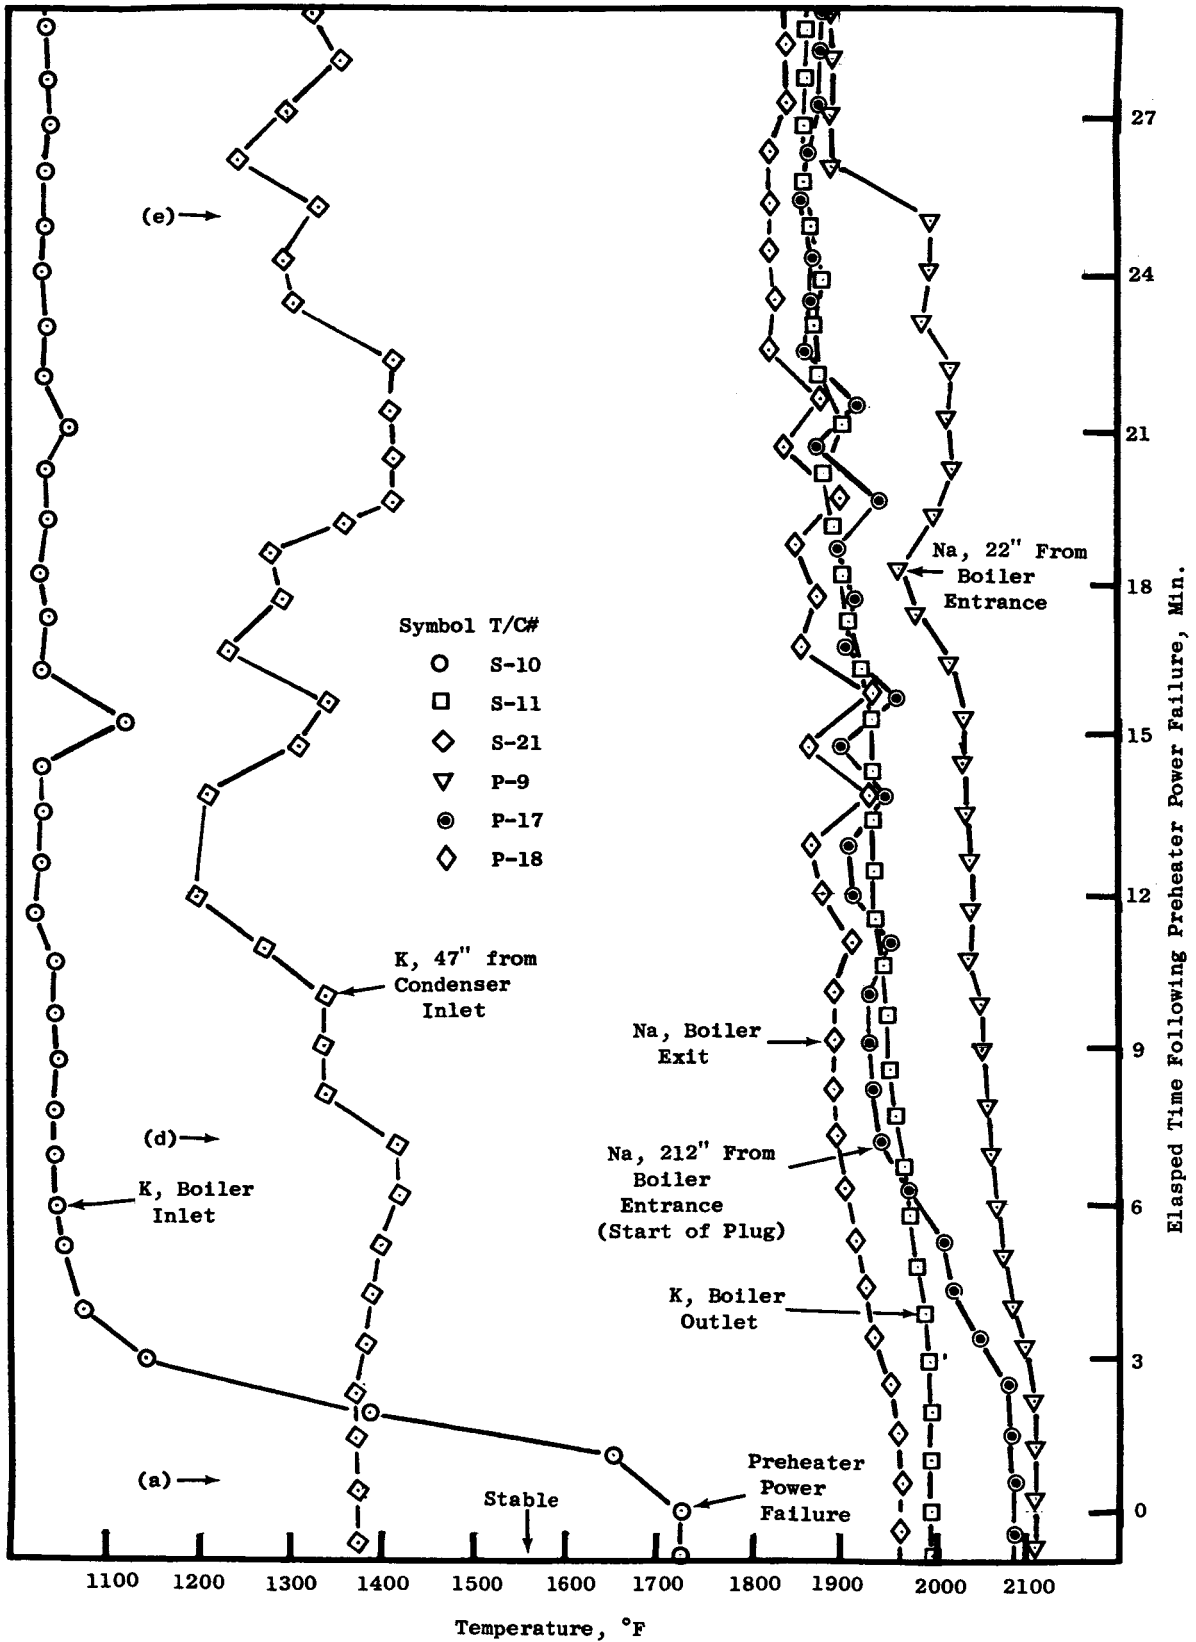 27
(e)
24
21
Na, 22" From
Boiler
Entrance
18
Symbol T/C#
S-10
S-11
S-21
P-9
P-17
P-18
15
12
K, 47" from
Condenser
Inlet
Na, Boiler
Exit
9
(d)
Na, 212" From
Boiler
Entrance
(Start of Plug)
K, Boiler
Inlet
6
K, Boiler
Outlet
3
Preheater
Power
Failure
(a)
Stable
0
1100 1200 1300 1400 1500 1600 1700 1800 1900 2000 2100
Temperature, °F
Elasped Time Following Preheater Power Failure, Min.